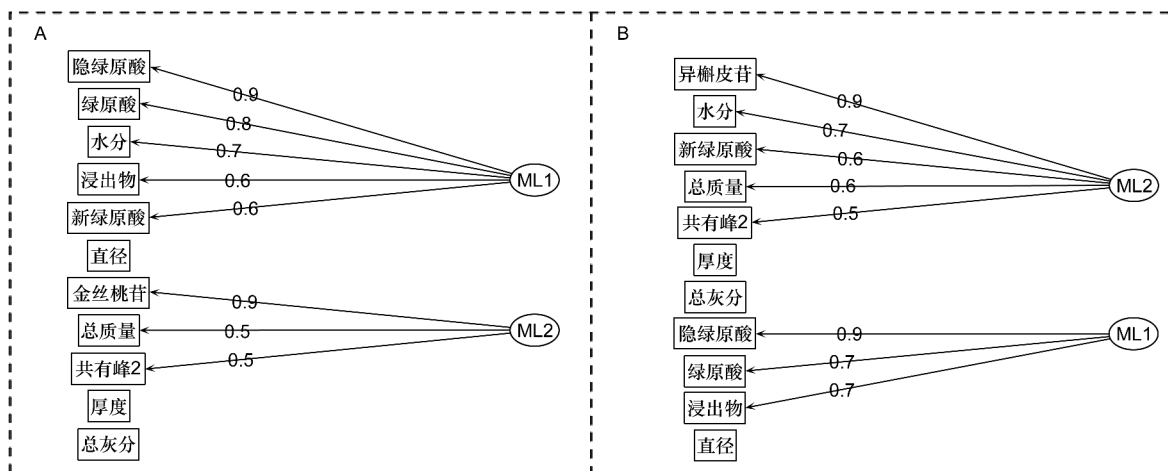 A
隐绿原酸
0.9
绿原酸
0.8
水分
0.7
浸出物
0.6
ML1
新绿原酸
0.6
直径
金丝桃苷
0.9
总质量
0.5
ML2
共有峰2
0.5
厚度
总灰分
B
异槲皮苷
0.9
水分
0.7
新绿原酸
0.6
总质量
0.6
ML2
共有峰2
0.5
厚度
总灰分
隐绿原酸
0.9
ML1
绿原酸
0.7
浸出物
0.7
直径